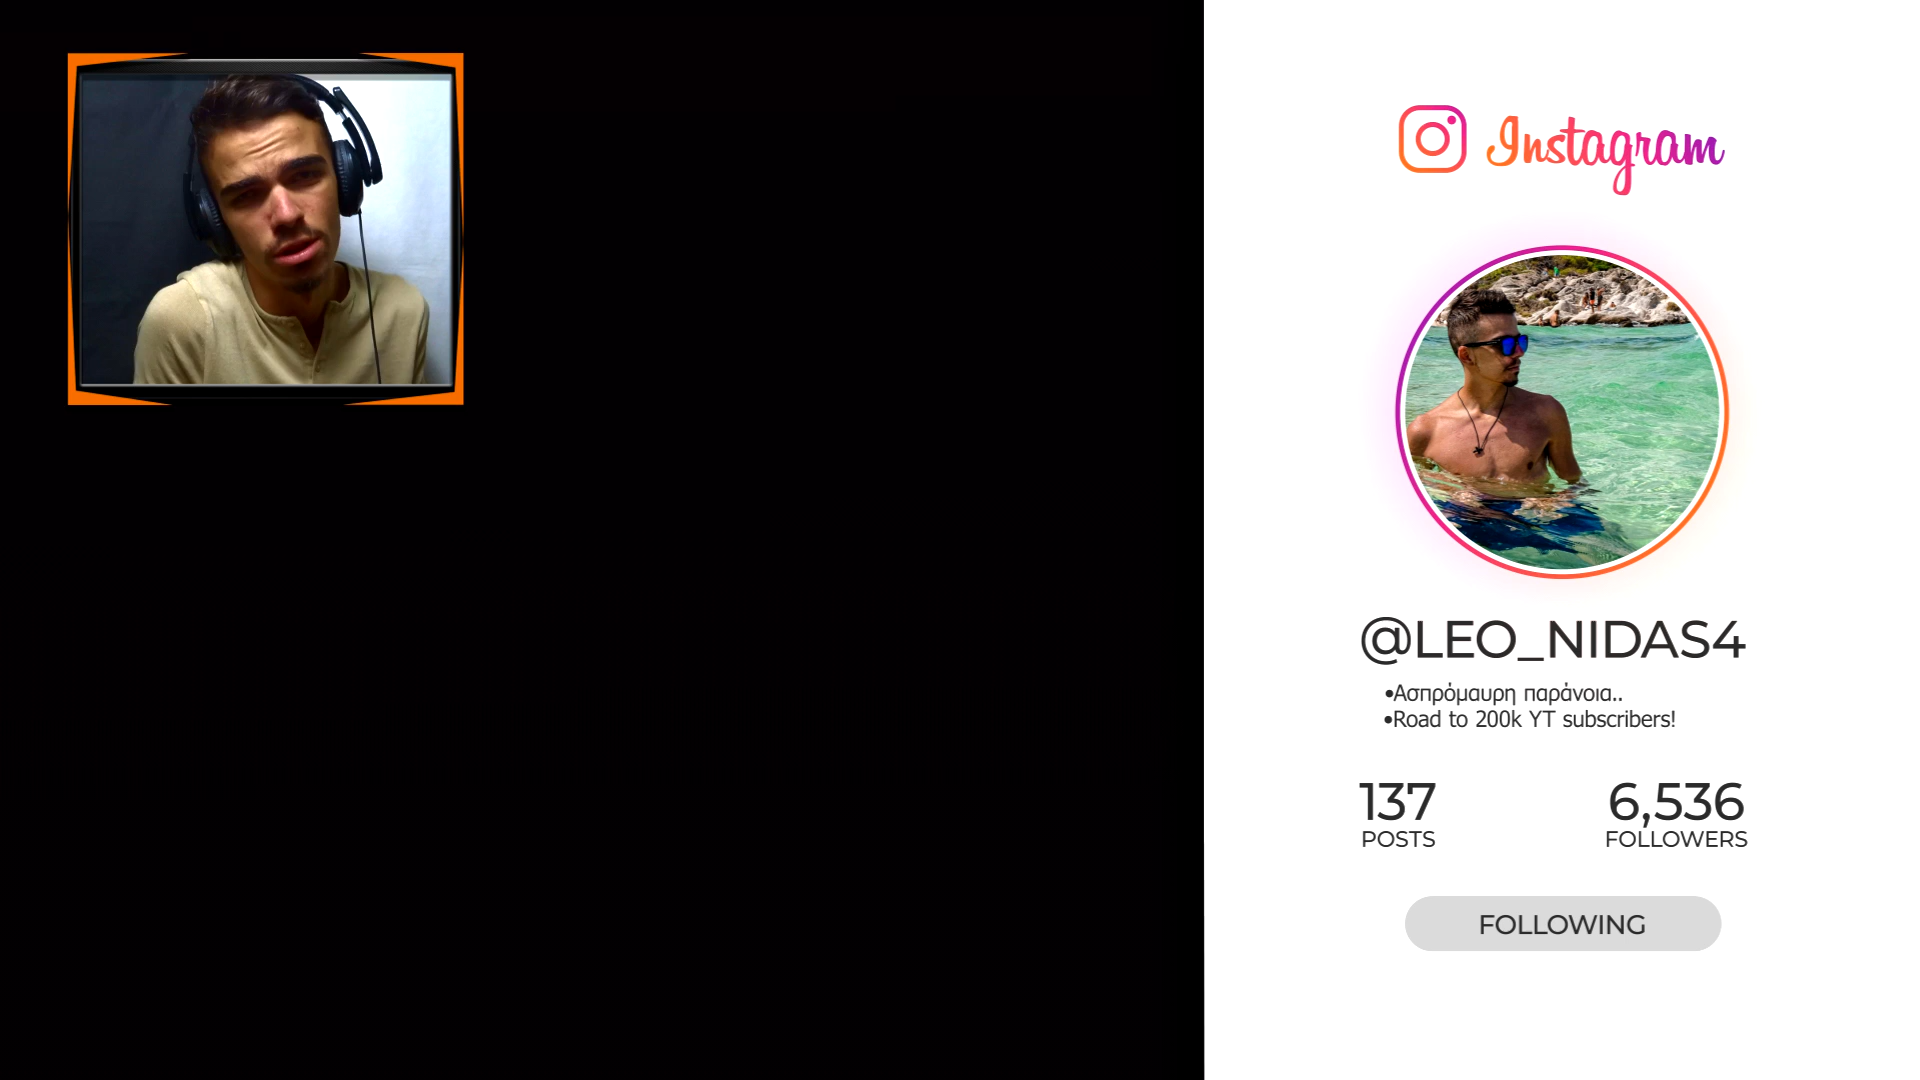 Instagram
@LEO_NIDAS4
•Ασπρόμαυρη παράνοια..
•Road to 200k YT subscribers!
137 6,536
POSTS FOLLOWERS
FOLLOWING